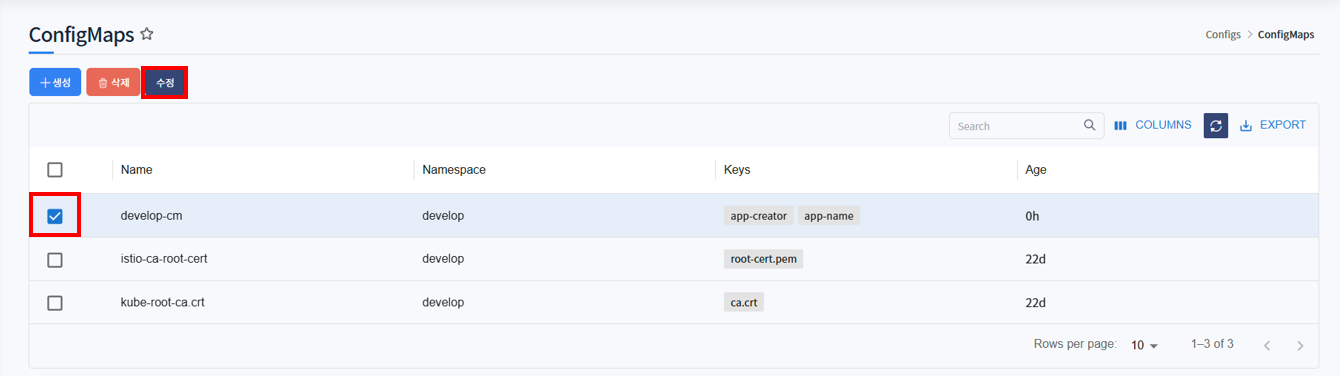 ConfigMaps
Configs > ConfigMaps
생성 삭제 수정
Search COLUMNS EXPORT
Name Namespace Keys Age
develop-cm develop app-creator app-name 0h
istio-ca-root-cert develop root-cert.pem 22d
kube-root-ca.crt develop ca.crt 22d
Rows per page: 10 1–3 of 3